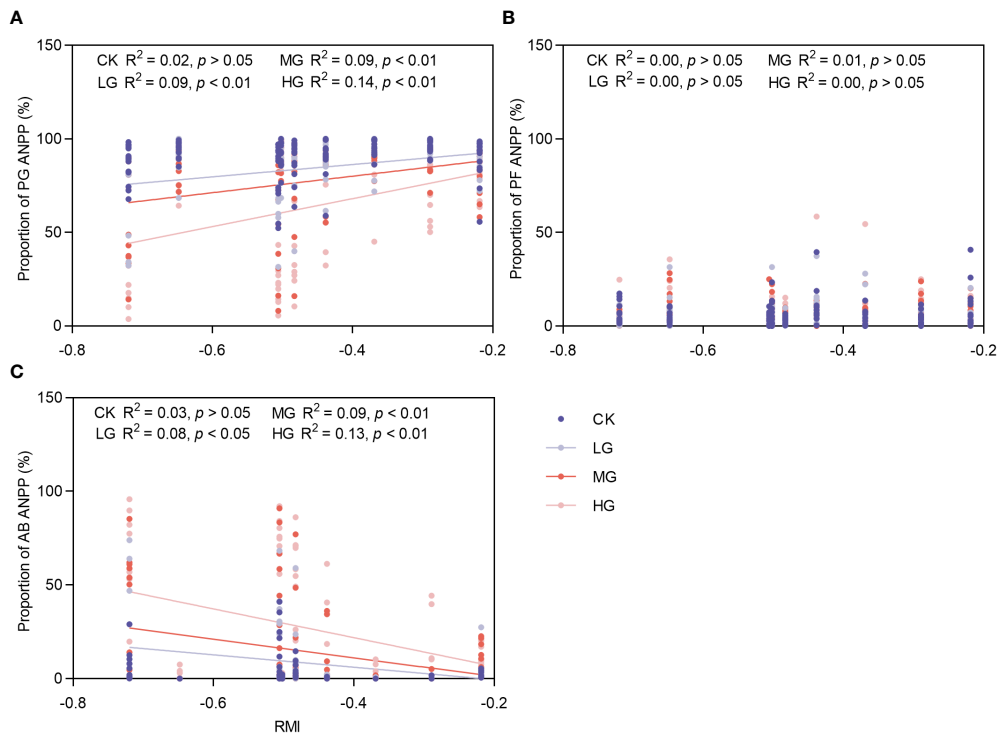 A
CK R² = 0.02, p > 0.05 MG R² = 0.09, p < 0.01
LG R² = 0.09, p < 0.01 HG R² = 0.14, p < 0.01
Proportion of PG ANPP (%)
150
100
50
0
-0.8 -0.6 -0.4 -0.2
B
CK R² = 0.00, p > 0.05 MG R² = 0.01, p > 0.05
LG R² = 0.00, p > 0.05 HG R² = 0.00, p > 0.05
Proportion of PF ANPP (%)
150
100
50
0
-0.8 -0.6 -0.4 -0.2
C
CK R² = 0.03, p > 0.05 MG R² = 0.09, p < 0.01
LG R² = 0.08, p < 0.05 HG R² = 0.13, p < 0.01
Proportion of AB ANPP (%)
150
100
50
0
-0.8 -0.6 -0.4 -0.2
RMI
CK
LG
MG
HG